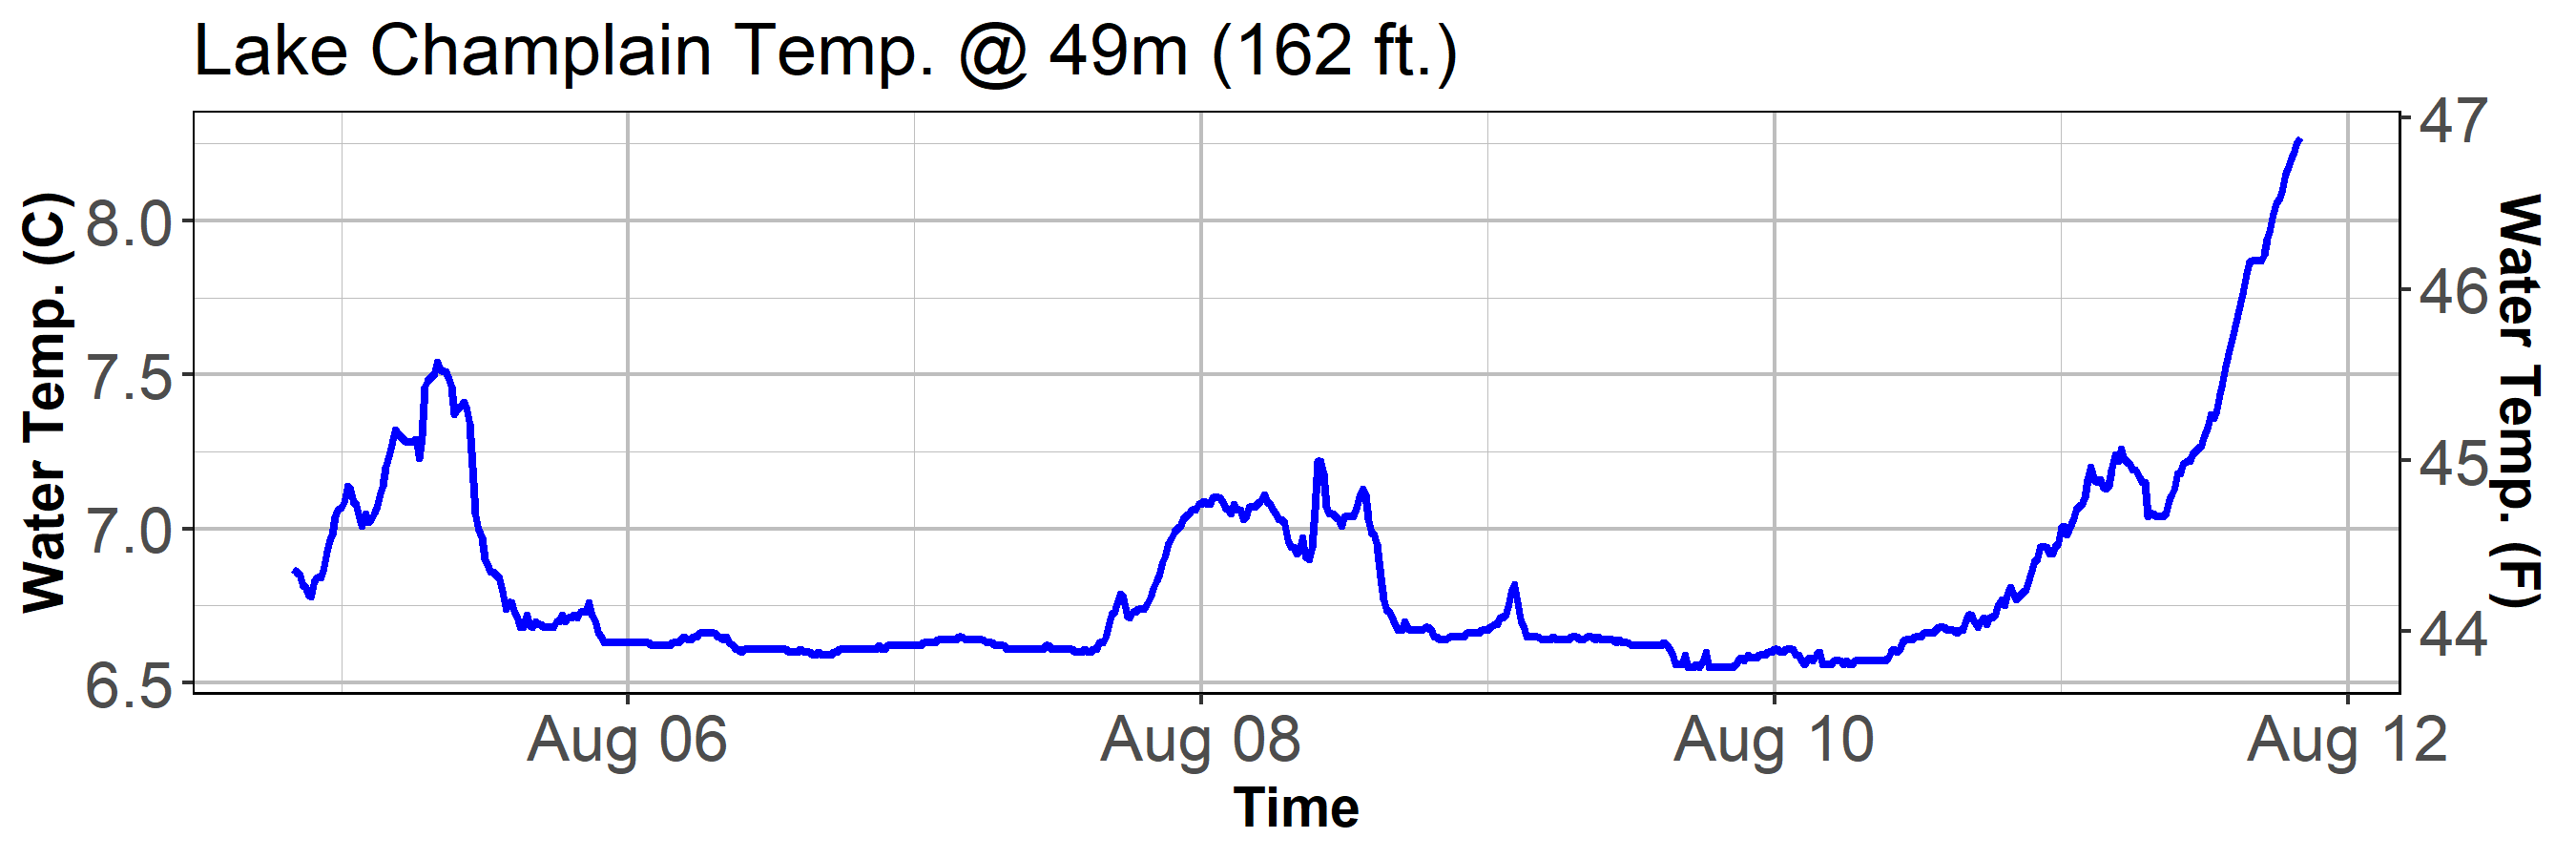 Lake Champlain Temp. @ 49m (162 ft.)
Water Temp. (C)
8.0
7.5
7.0
6.5
47
46
45
44
Water Temp. (F)
Aug 06
Aug 08
Aug 10
Aug 12
Time